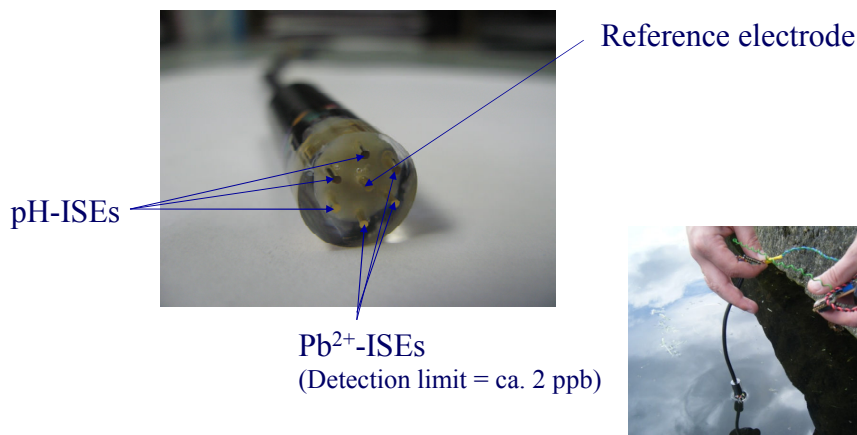 Reference electrode
pH-ISEs
Pb²⁺-ISEs
(Detection limit = ca. 2 ppb)